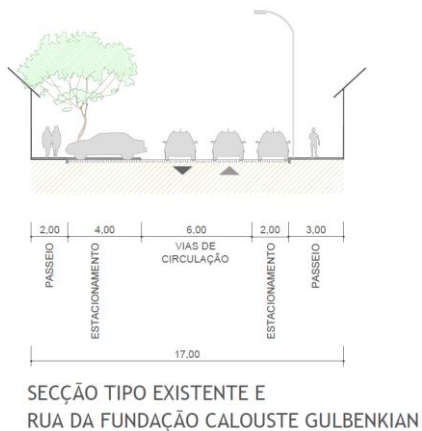 2,00 4,00 6,00 2,00 3,00
PASSEIO
ESTACIONAMENTO
VIAS DE
CIRCULAÇÃO
ESTACIONAMENTO
PASSEIO
17,00
SECÇÃO TIPO EXISTENTE E
RUA DA FUNDAÇÃO CALOUSTE GULBENKIAN